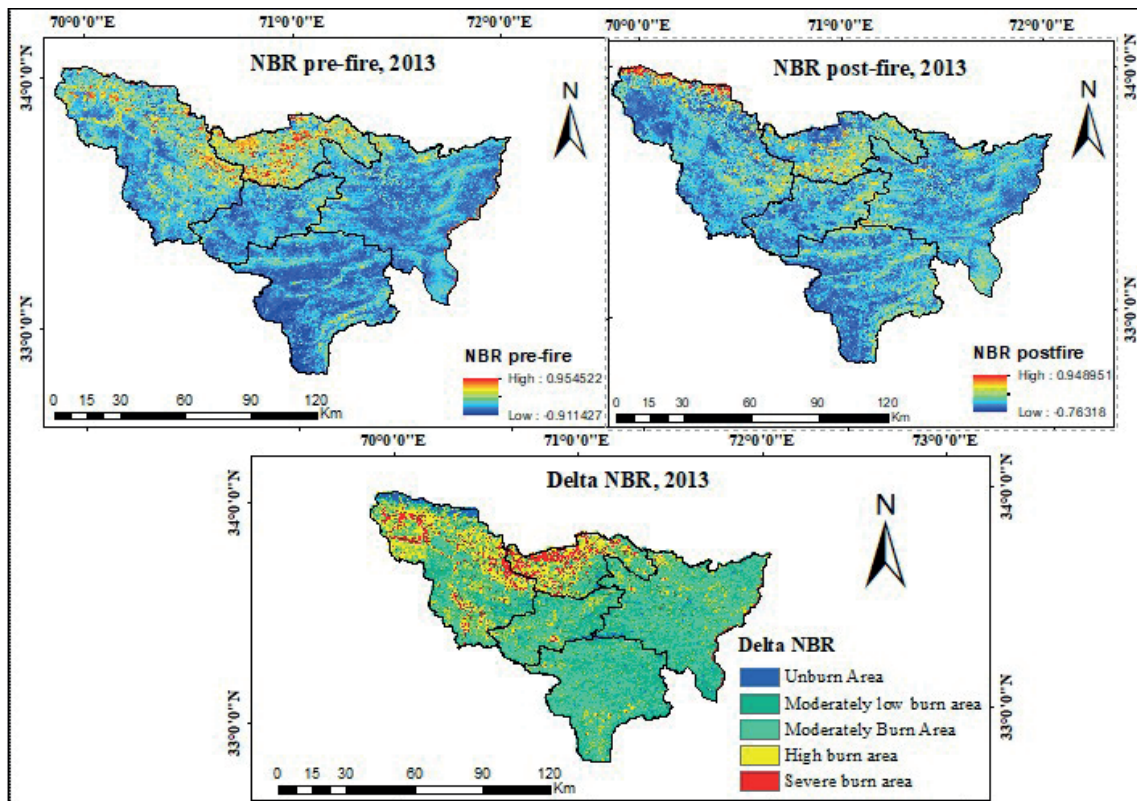 70°0'0"E 71°0'0"E 72°0'0"E
NBR pre-fire, 2013
N
34°0'0"N
33°0'0"N
NBR pre-fire
High : 0.954522
Low : -0.911427
0 15 30 60 90 120
Km
70°0'0"E 71°0'0"E 72°0'0"E
NBR post-fire, 2013
N
34°0'0"N
33°0'0"N
NBR postfire
High : 0.948951
Low : -0.76318
0 15 30 60 90 120
Km
70°0'0"E 71°0'0"E 72°0'0"E 73°0'0"E
Delta NBR, 2013
N
34°0'0"N
34°0'0"N
33°0'0"N
33°0'0"N
Delta NBR
Unburn Area
Moderately low burn area
Moderately Burn Area
High burn area
Severe burn area
0 15 30 60 90 120
Km